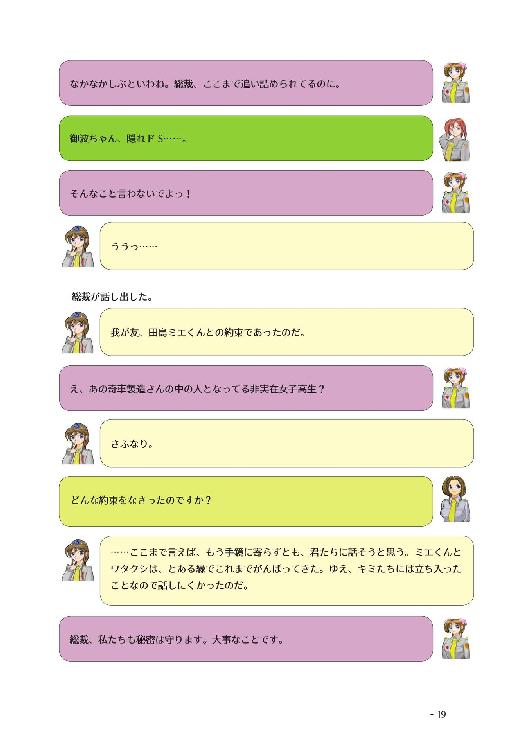 なかなかしぶといわね。総裁、ここまで追い詰められてるのに。
御波ちゃん、隠れドS……。
そんなこと言わないでよっ！
ううっ……
総裁が話し出した。
我が友、田島ミエくんとの約束であったのだ。
え、あの奇車製造さんの中の人となってる非実在女子高生？
さふなり。
どんな約束をなさったのですか？
……ここまで言えば、もう手鏡に寄らずとも、君たちに話そうと思う。ミエくんと
ワタクシは、とある縁でこれまでがんばってきた。ゆえ、キミたちには立ち入った
ことなので話しにくかったのだ。
総裁、私たちも秘密は守ります。大事なことです。
- 19